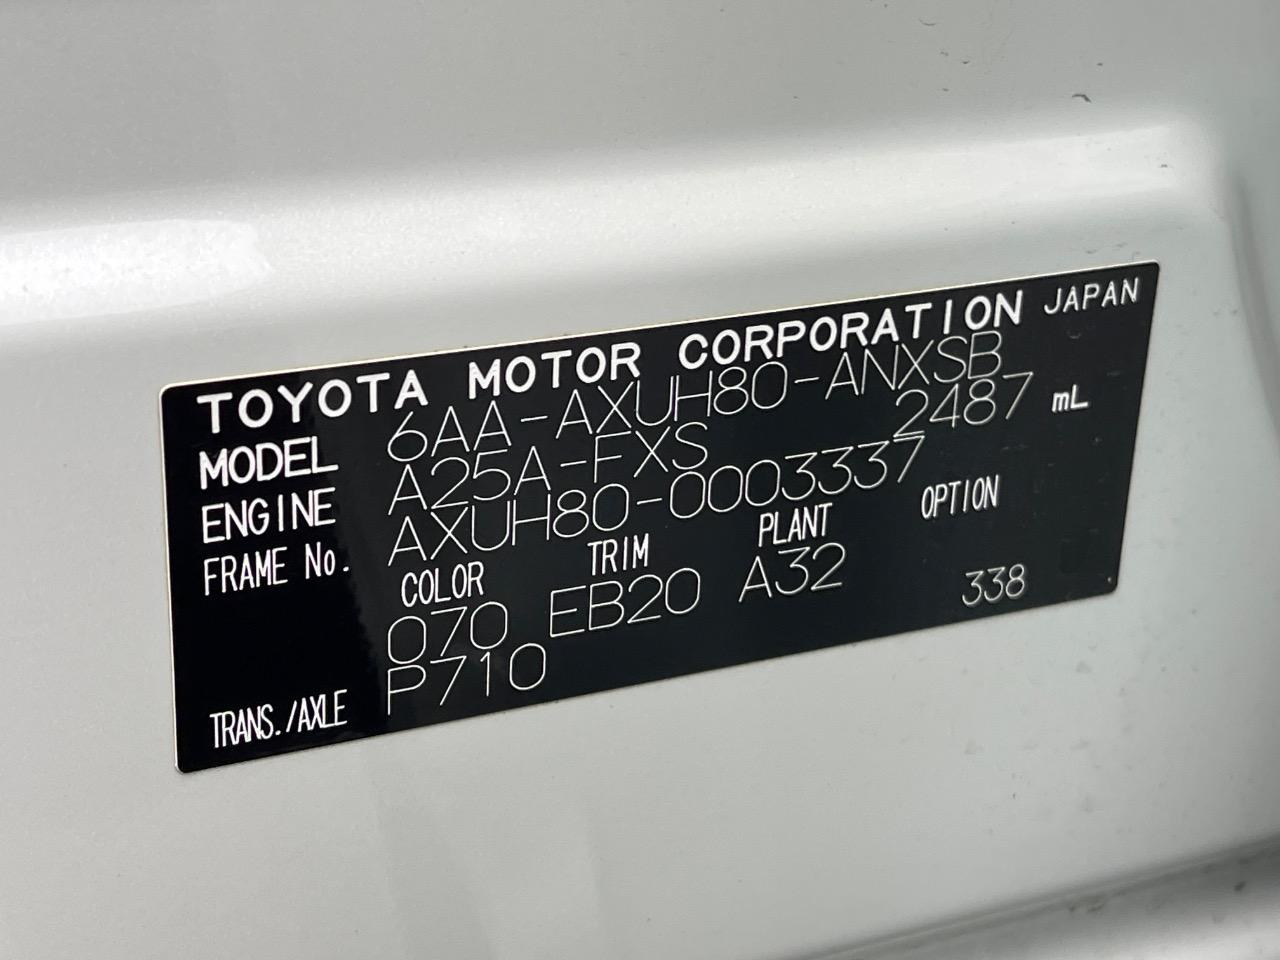 TOYOTA MOTOR CORPORATION JAPAN
MODEL 6AA-AXUH80-ANXSB
ENGINE A25A-FXS 2487 mL
FRAME No. AXUH80-0003337
COLOR TRIM PLANT OPTION
070 EB20 A32 338
TRANS./AXLE P710